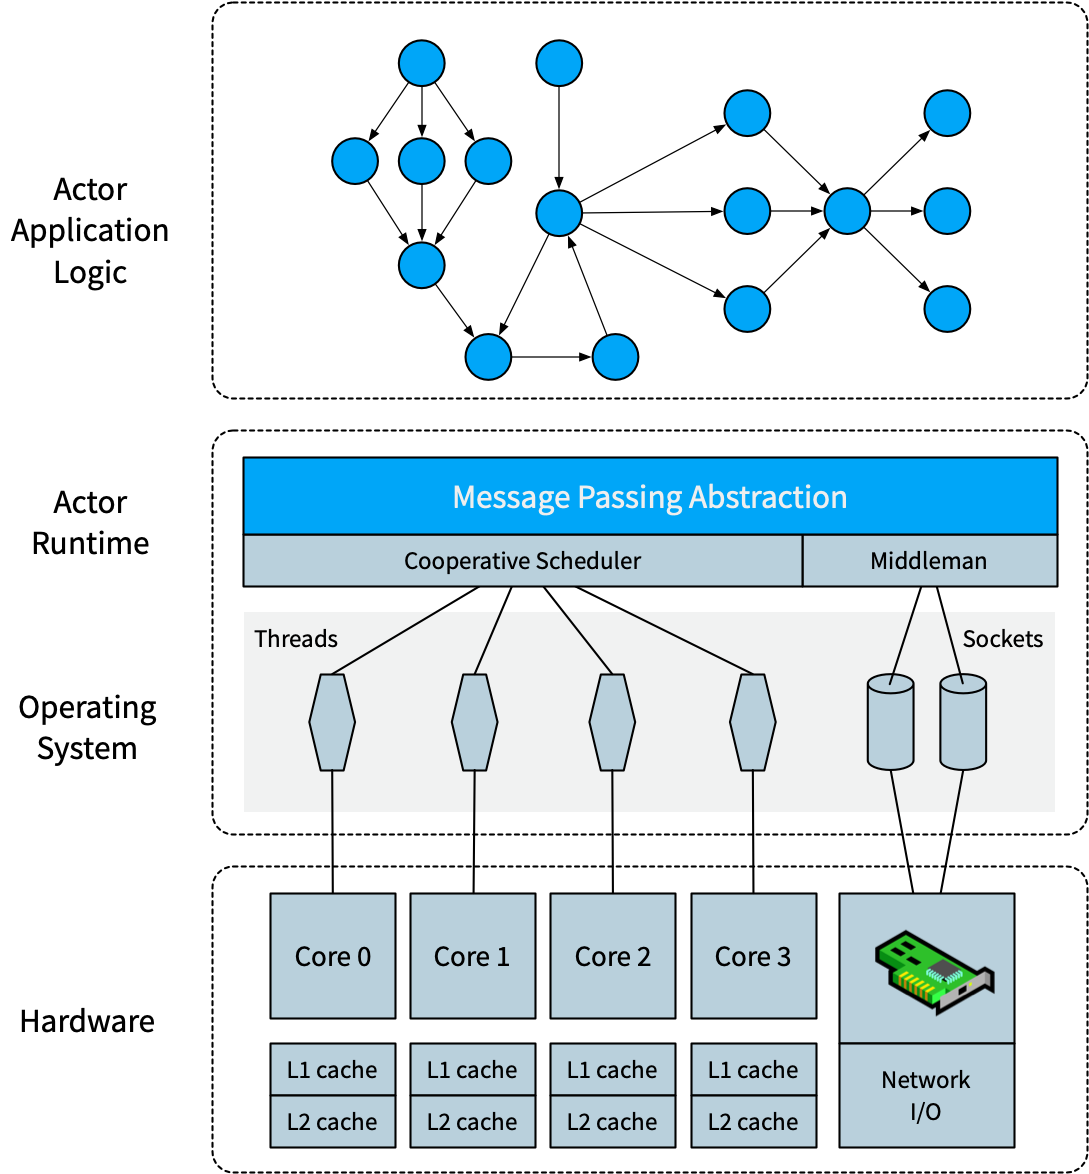 Actor
Application
Logic
Actor
Runtime
Message Passing Abstraction
Cooperative Scheduler
Middleman
Threads
Sockets
Operating
System
Hardware
Core 0
Core 1
Core 2
Core 3
L1 cache
L1 cache
L1 cache
L1 cache
L2 cache
L2 cache
L2 cache
L2 cache
Network
I/O